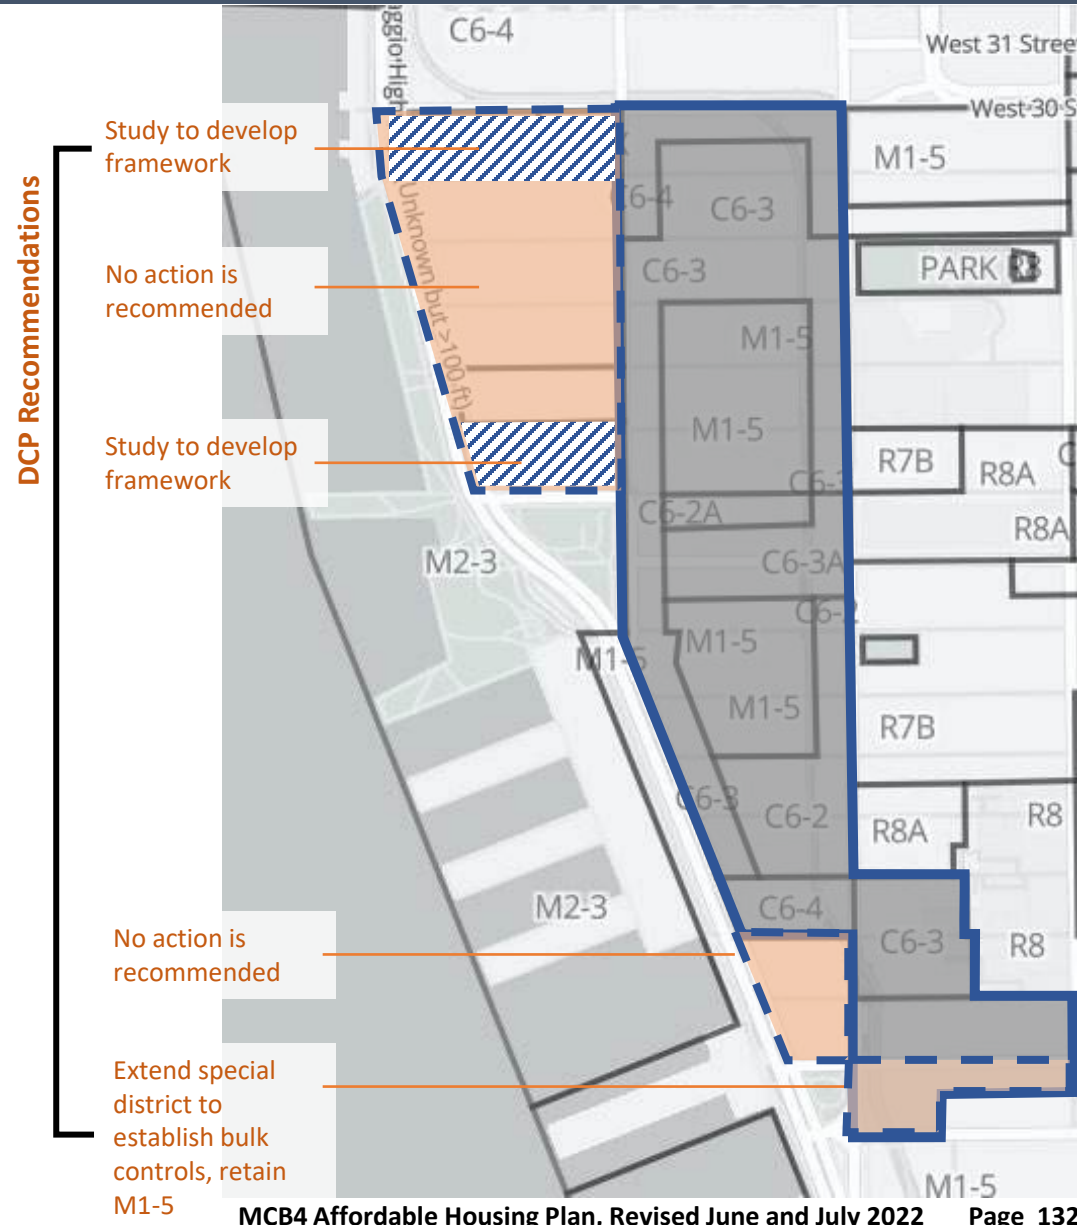 DCP Recommendations
Study to develop
framework
No action is
recommended
Study to develop
framework
No action is
recommended
Extend special
district to
establish bulk
controls, retain
M1-5
C6-4
West 31 Stree
West 30 S
M1-5
C6-4
C6-3
C6-3
PARK
M1-5
Unknown but >100 ft)
M1-5
R7B
R8A
C6-2A
R8A
M2-3
C6-3A
C6-2
M1-5
M1-5
M1-5
R7B
C6-3
C6-2
R8A
R8
M2-3
C6-4
C6-3
R8
M1-5
MCB4 Affordable Housing Plan. Revised June and July 2022 Page 132